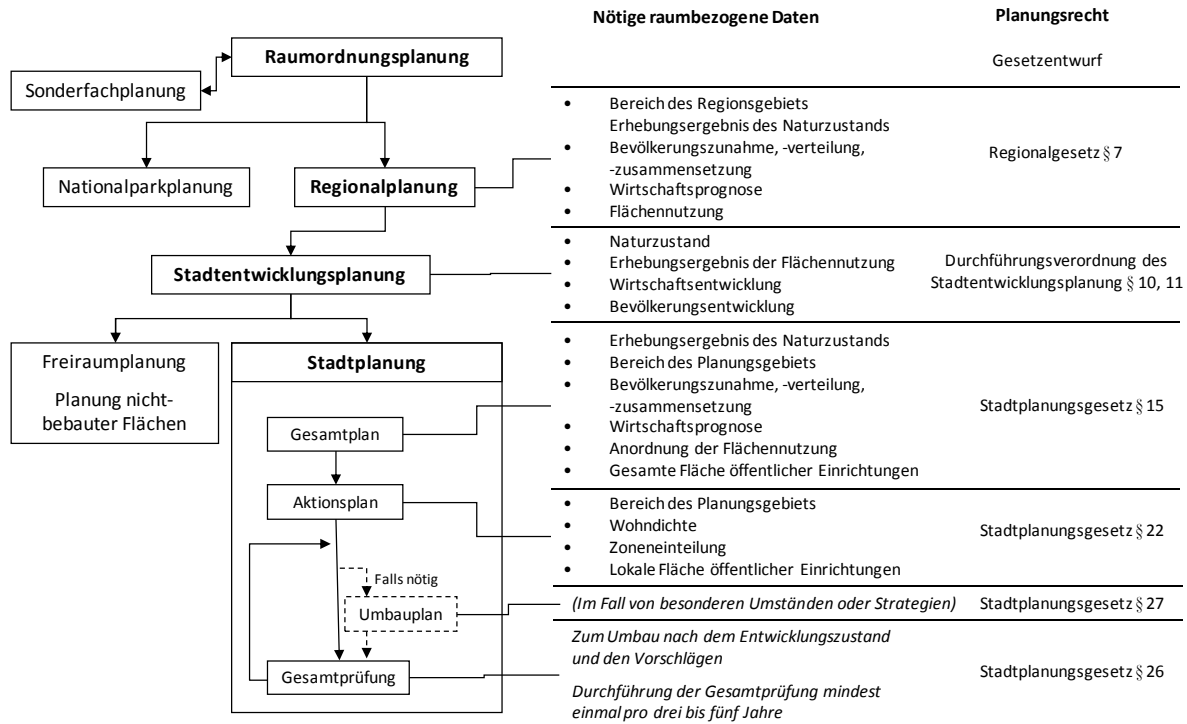 Nötige raumbezogene Daten
Planungsrecht
Raumordnungsplanung
Gesetzentwurf
Sonderfachplanung
Nationalparkplanung
Regionalplanung
• Bereich des Regionsgebiets
Erhebungsergebnis des Naturzustands
• Bevölkerungszunahme, -verteilung,
-zusammensetzung
• Wirtschaftsprognose
• Flächennutzung
Regionalgesetz § 7
Stadtentwicklungsplanung
• Naturzustand
• Erhebungsergebnis der Flächennutzung
• Wirtschaftsentwicklung
• Bevölkerungsentwicklung
Durchführungsverordnung des
Stadtentwicklungsplanung § 10, 11
Freiraumplanung
Planung nicht-
bebauter Flächen
Stadtplanung
Gesamtplan
• Erhebungsergebnis des Naturzustands
• Bereich des Planungsgebiets
• Bevölkerungszunahme, -verteilung,
-zusammensetzung
• Wirtschaftsprognose
• Anordnung der Flächennutzung
• Gesamte Fläche öffentlicher Einrichtungen
Stadtplanungsgesetz § 15
Aktionsplan
• Bereich des Planungsgebiets
• Wohndichte
• Zoneneinteilung
• Lokale Fläche öffentlicher Einrichtungen
Stadtplanungsgesetz § 22
Falls nötig
Umbauplan
(Im Fall von besonderen Umständen oder Strategien)
Stadtplanungsgesetz § 27
Gesamtprüfung
Zum Umbau nach dem Entwicklungszustand
und den Vorschlägen
Durchführung der Gesamtprüfung mindest
einmal pro drei bis fünf Jahre
Stadtplanungsgesetz § 26